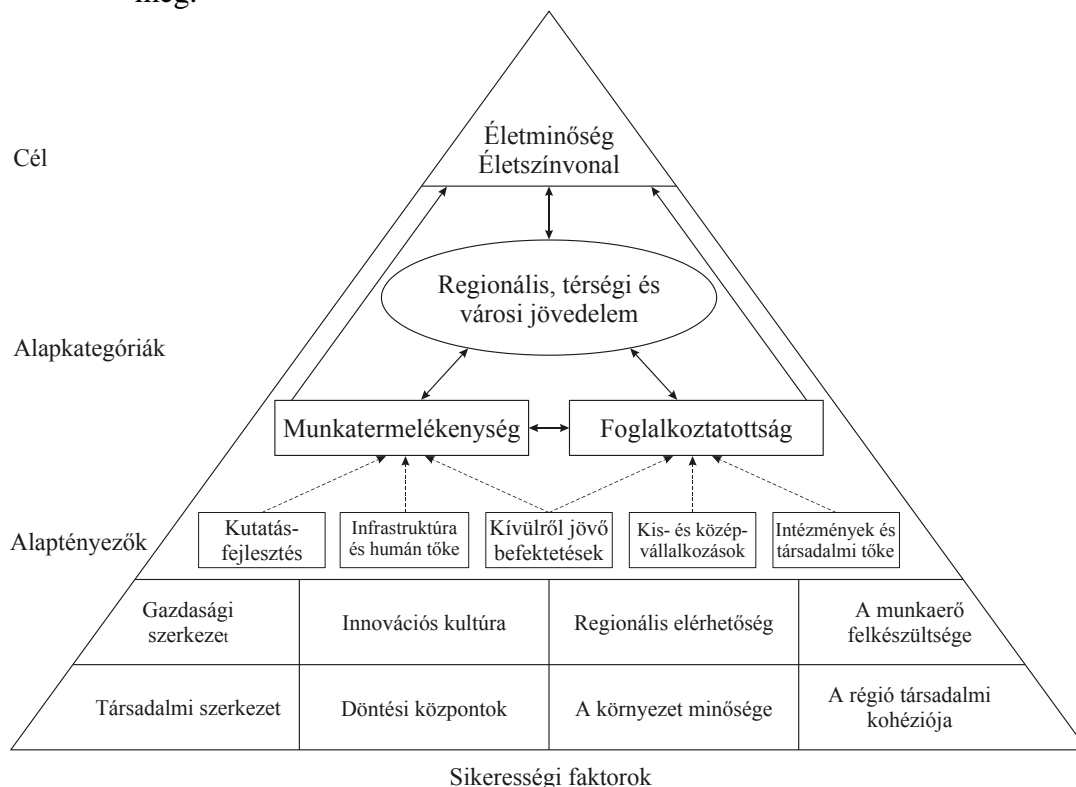 meg.
Életminőség
Életszínvonal
Cél
Regionális, térségi és
városi jövedelem
Alapkategóriák
Munkatermelékenység
Foglalkoztatottság
Alaptényezők
Kutatás-
fejlesztés
Infrastruktúra
és humán tőke
Kívülről jövő
befektetések
Kis- és közép-
vállalkozások
Intézmények és
társadalmi tőke
Gazdasági
szerkezet
Innovációs kultúra
Regionális elérhetőség
A munkaerő
felkészültsége
Társadalmi szerkezet
Döntési központok
A környezet minősége
A régió társadalmi
kohéziója
Sikerességi faktorok